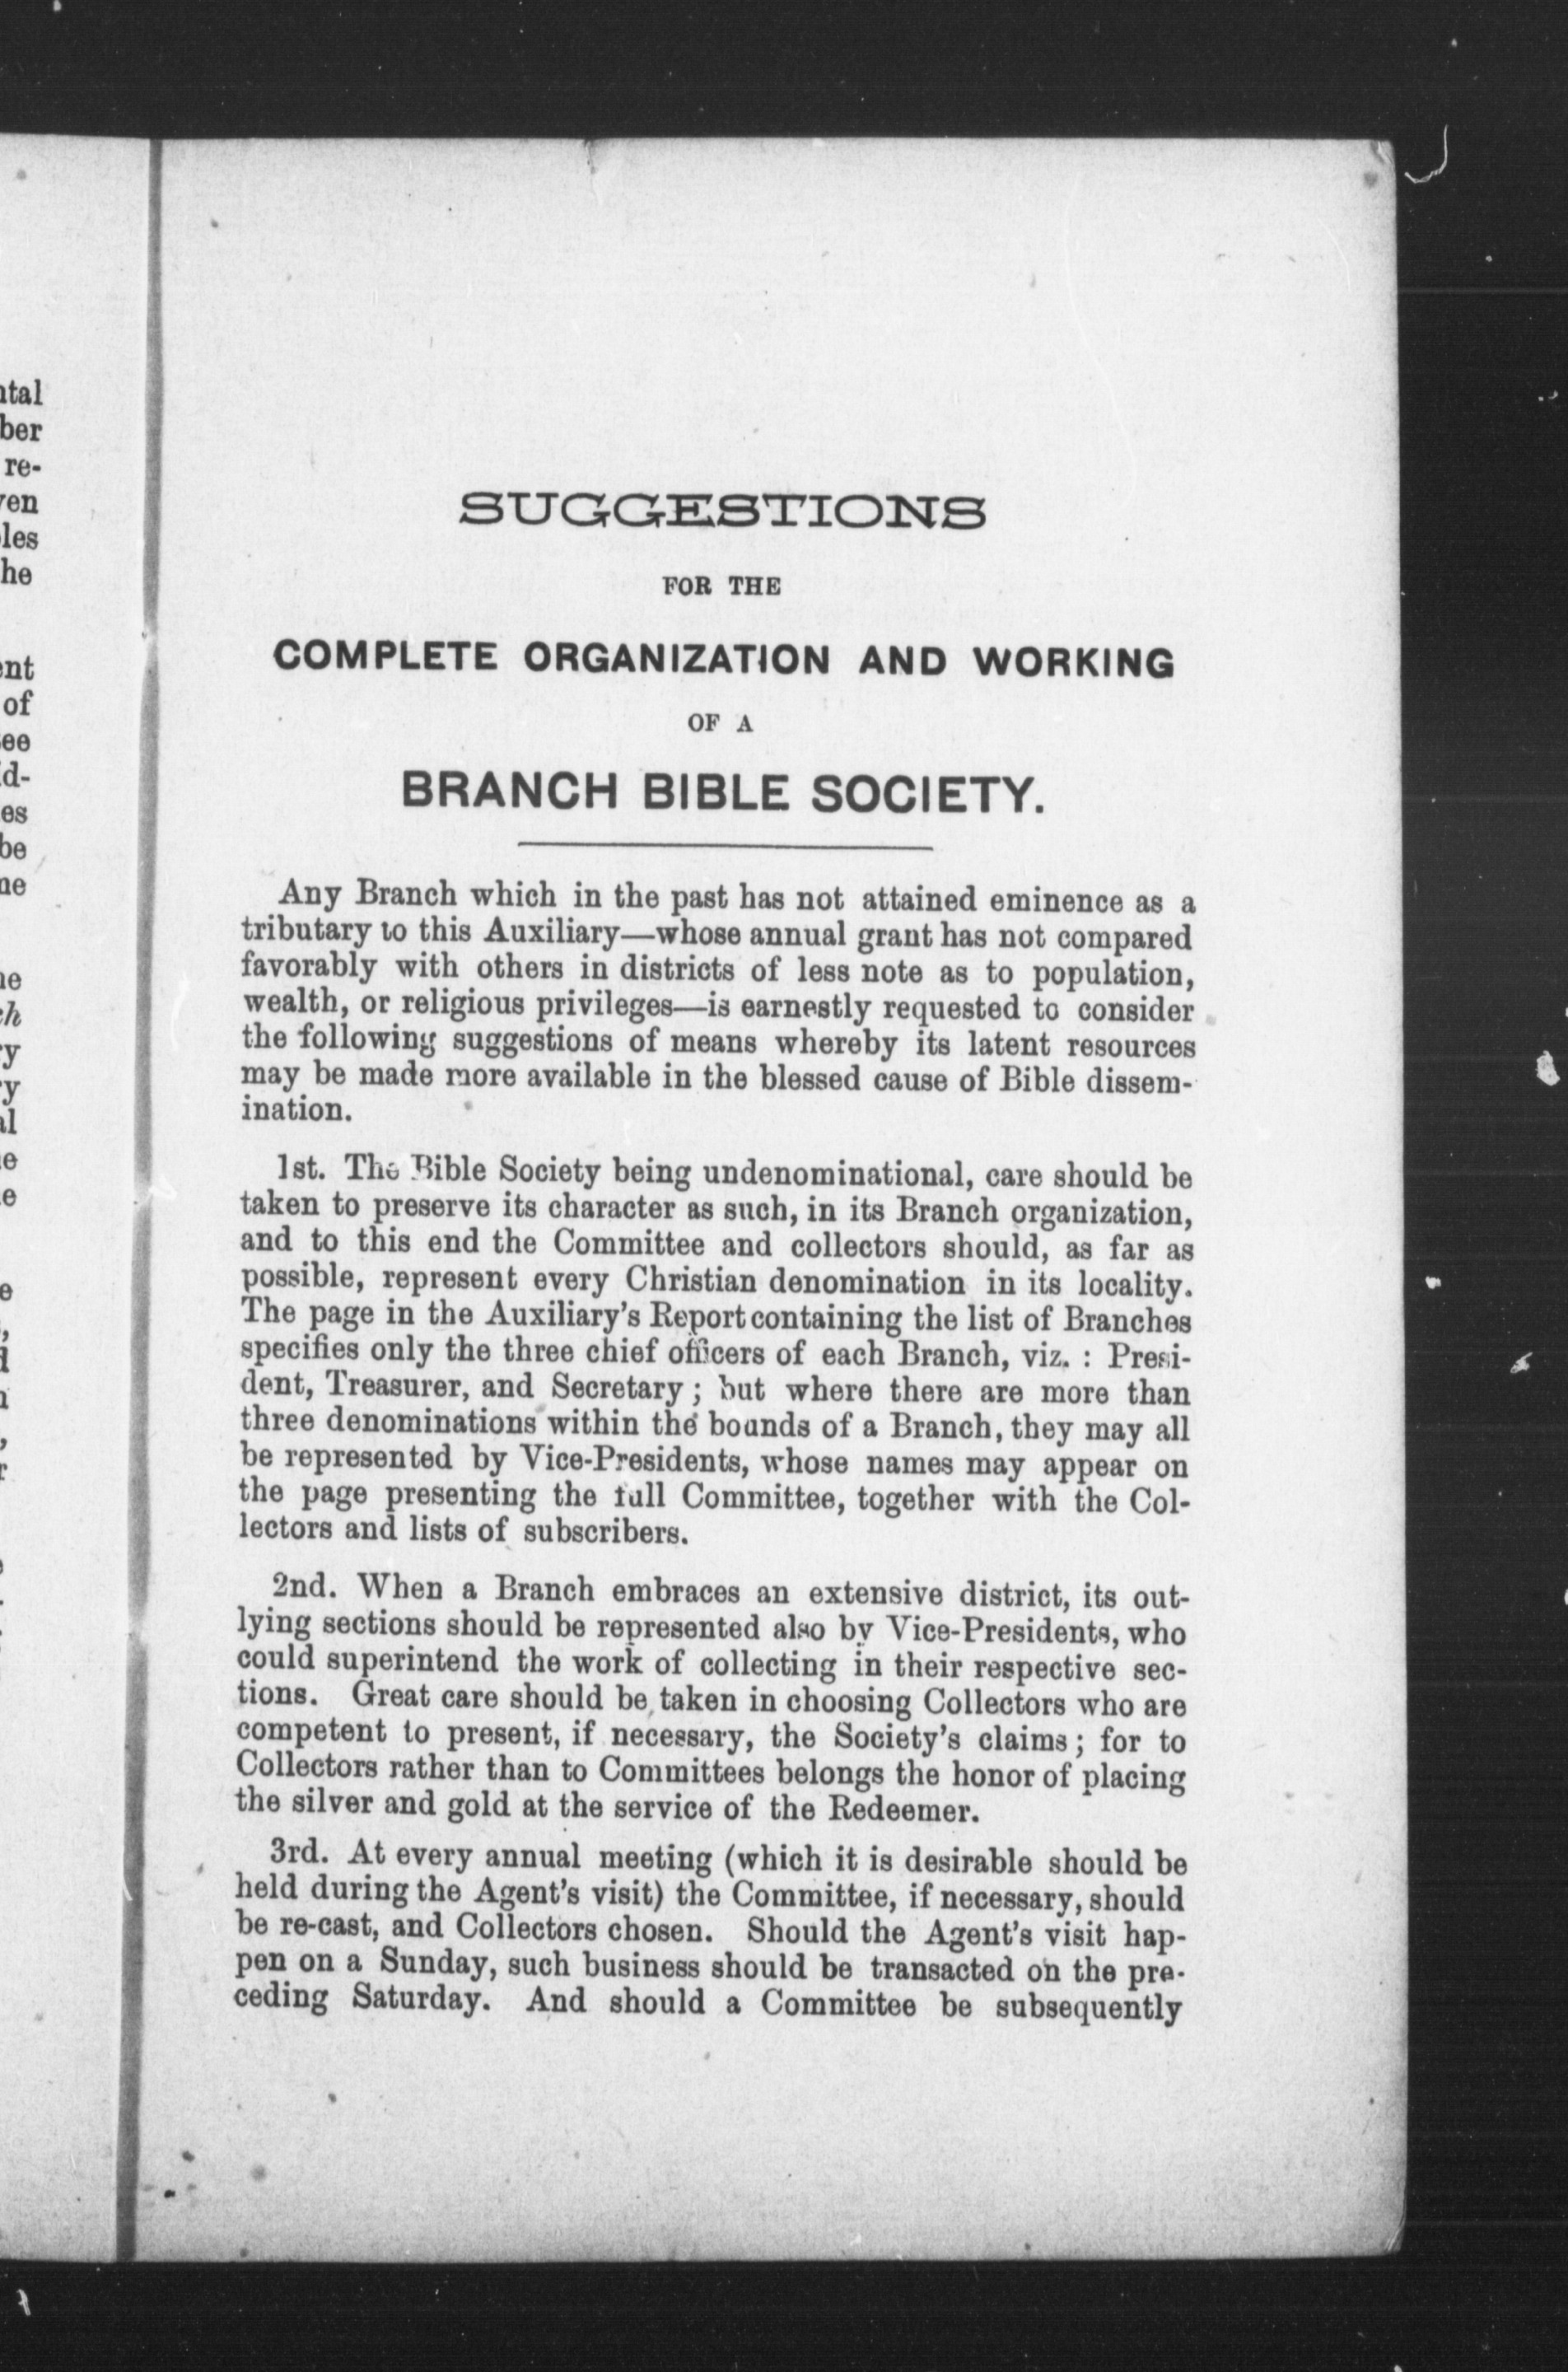 SUGGESTIONS
FOR THE
COMPLETE ORGANIZATION AND WORKING
OF A
BRANCH BIBLE SOCIETY.
Any Branch which in the past has not attained eminence as a
tributary to this Auxiliary—whose annual grant has not compared
favorably with others in districts of less note as to population,
wealth, or religious privileges—is earnestly requested to consider
the following suggestions of means whereby its latent resources
may be made more available in the blessed cause of Bible dissem-
ination.
1st. The Bible Society being undenominational, care should be
taken to preserve its character as such, in its Branch organization,
and to this end the Committee and collectors should, as far as
possible, represent every Christian denomination in its locality.
The page in the Auxiliary's Report containing the list of Branches
specifies only the three chief officers of each Branch, viz. : Presi-
dent, Treasurer, and Secretary ; but where there are more than
three denominations within the bounds of a Branch, they may all
be represented by Vice-Presidents, whose names may appear on
the page presenting the full Committee, together with the Col-
lectors and lists of subscribers.
2nd. When a Branch embraces an extensive district, its out-
lying sections should be represented also by Vice-Presidents, who
could superintend the work of collecting in their respective sec-
tions. Great care should be taken in choosing Collectors who are
competent to present, if necessary, the Society's claims ; for to
Collectors rather than to Committees belongs the honor of placing
the silver and gold at the service of the Redeemer.
3rd. At every annual meeting (which it is desirable should be
held during the Agent's visit) the Committee, if necessary, should
be re-cast, and Collectors chosen. Should the Agent's visit hap-
pen on a Sunday, such business should be transacted on the pre-
ceding Saturday. And should a Committee be subsequently